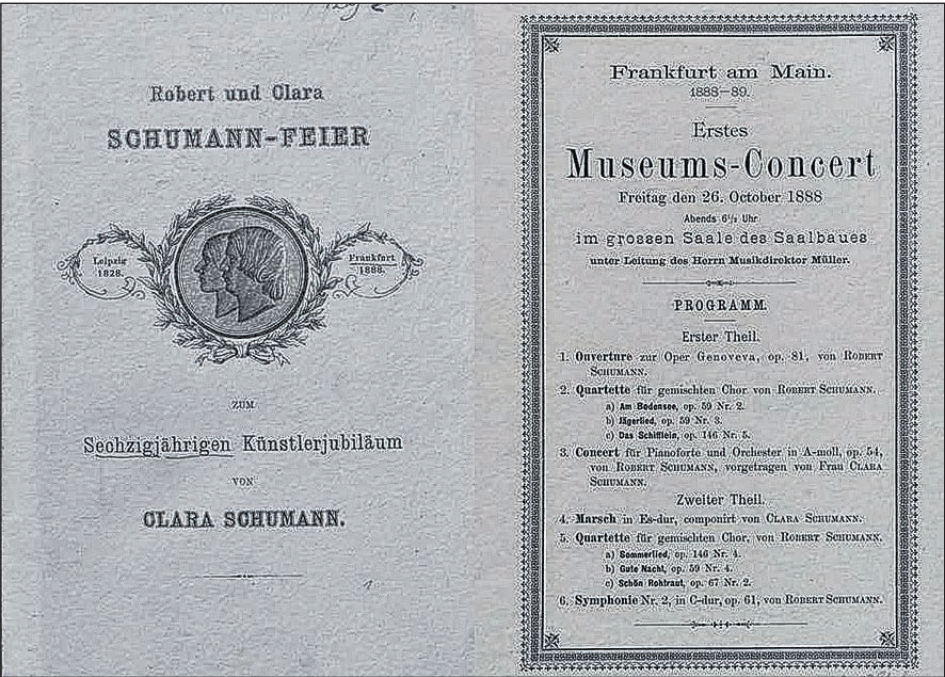 Robert und Clara
SCHUMANN-FEIER
Leipzig
1828.
Frankfurt
1888.
ZUM
Sechzigjährigen Künstlerjubiläum
VON
CLARA SCHUMANN.
1
Frankfurt am Main.
1888–89.
Erstes
Museums-Concert
Freitag den 26. October 1888
Abends 6½ Uhr
im grossen Saale des Saalbaues
unter Leitung des Herrn Musikdirektor Müller.
PROGRAMM.
Erster Theil.
1. Ouverture zur Oper Genoveva, op. 81, von ROBERT
SCHUMANN.
2. Quartette für gemischten Chor von ROBERT SCHUMANN.
a) Am Bodensee, op. 59 Nr. 2.
b) Jägerlied, op. 59 Nr. 3.
c) Das Schifflein, op. 146 Nr. 5.
3. Concert für Pianoforte und Orchester in A-moll, op. 54,
von ROBERT SCHUMANN, vorgetragen von Frau CLARA
SCHUMANN.
Zweiter Theil.
4. Marsch in Es-dur, componirt von CLARA SCHUMANN.
5. Quartette für gemischten Chor, von ROBERT SCHUMANN.
a) Sommerlied, op. 146 Nr. 4.
b) Gute Nacht, op. 59 Nr. 4.
c) Schön Rohtraut, op. 67 Nr. 2.
6. Symphonie Nr. 2, in C-dur, op. 61, von ROBERT SCHUMANN.